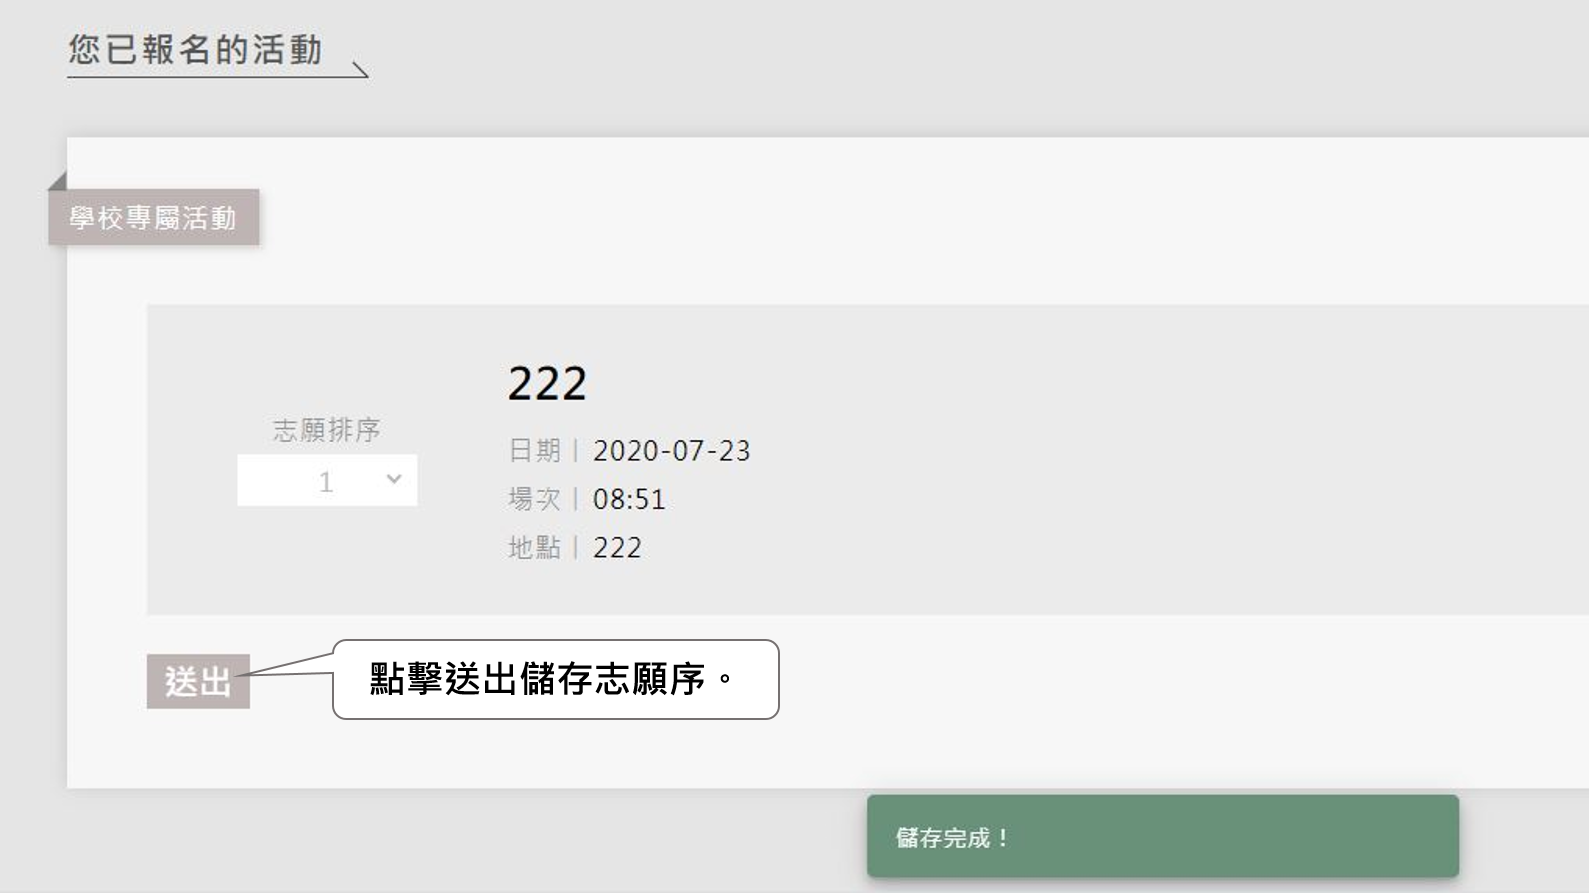 您已報名的活動
學校專屬活動
222
志願排序
1
日期｜2020-07-23
場次｜08:51
地點｜222
送出
點擊送出儲存志願序。
儲存完成！